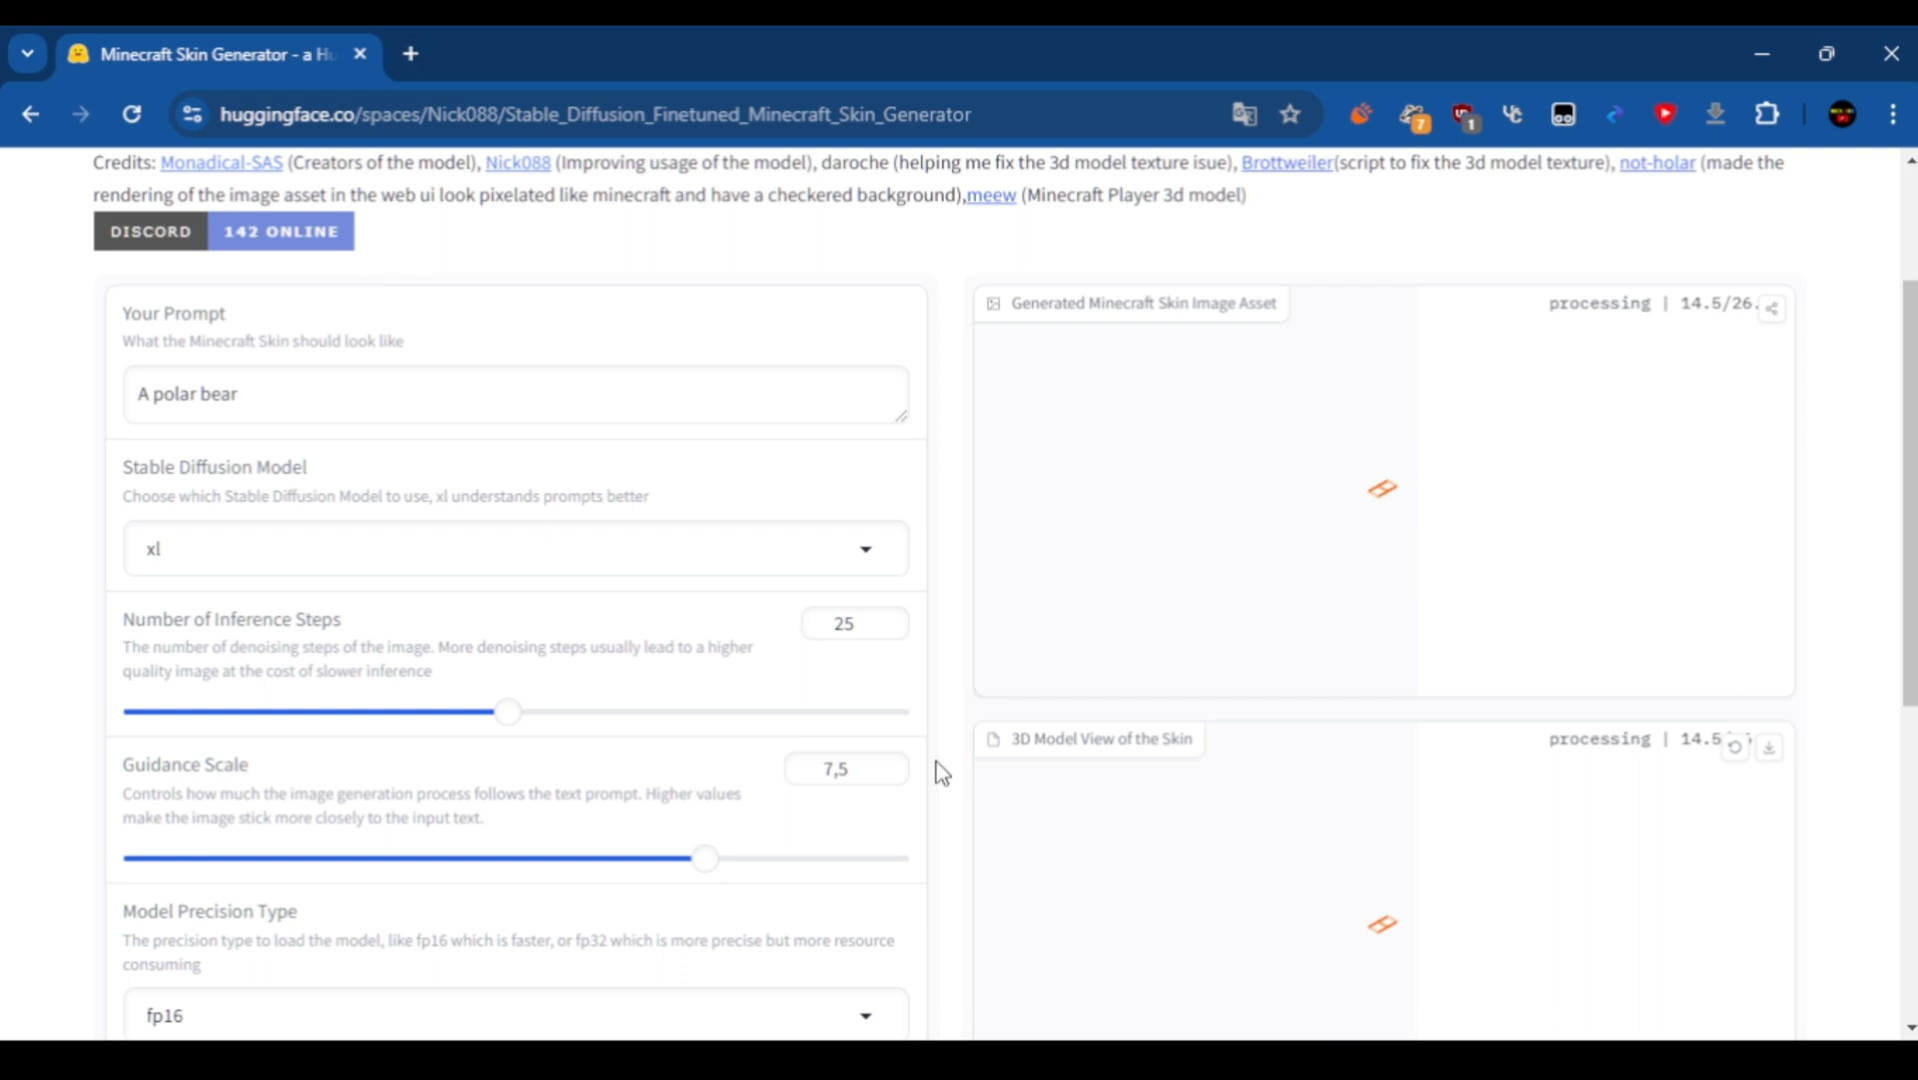 Minecraft Skin Generator - a Hu
huggingface.co/spaces/Nick088/Stable_Diffusion_Finetuned_Minecraft_Skin_Generator
7
1
Credits: Monadical-SAS (Creators of the model), Nick088 (Improving usage of the model), daroche (helping me fix the 3d model texture isue), Brottweiler(script to fix the 3d model texture), not-holar (made the
rendering of the image asset in the web ui look pixelated like minecraft and have a checkered background),meew (Minecraft Player 3d model)
DISCORD 142 ONLINE
Your Prompt
What the Minecraft Skin should look like
A polar bear
Stable Diffusion Model
Choose which Stable Diffusion Model to use, xl understands prompts better
xl
Number of Inference Steps
25
The number of denoising steps of the image. More denoising steps usually lead to a higher
quality image at the cost of slower inference
Guidance Scale
7,5
Controls how much the image generation process follows the text prompt. Higher values
make the image stick more closely to the input text.
Model Precision Type
The precision type to load the model, like fp16 which is faster, or fp32 which is more precise but more resource
consuming
fp16
Generated Minecraft Skin Image Asset
processing | 14.5/26.
3D Model View of the Skin
processing | 14.5